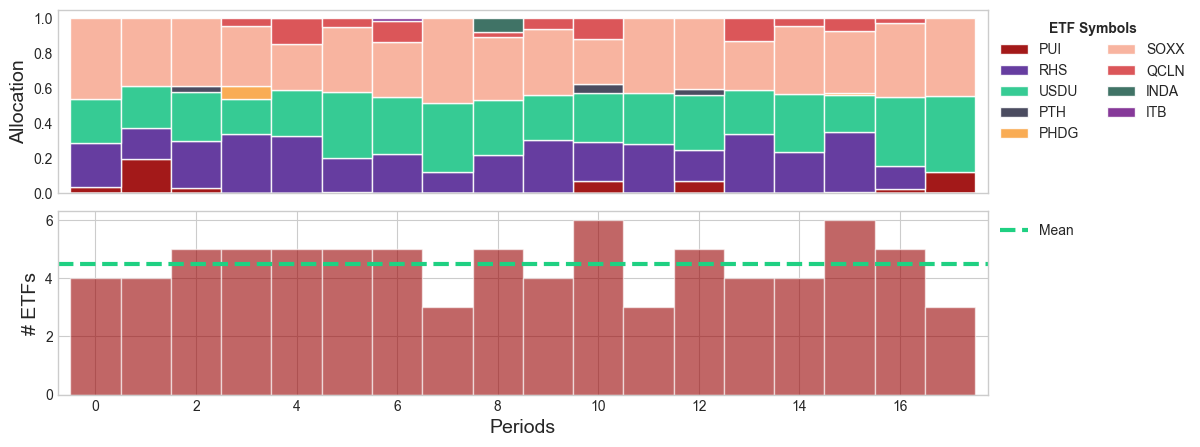 Allocation
1.0
0.8
0.6
0.4
0.2
0.0
ETF Symbols
PUI SOXX
RHS QCLN
USDU INDA
PTH ITB
PHDG
# ETFs
6
4
2
0
Mean
0 2 4 6 8 10 12 14 16
Periods